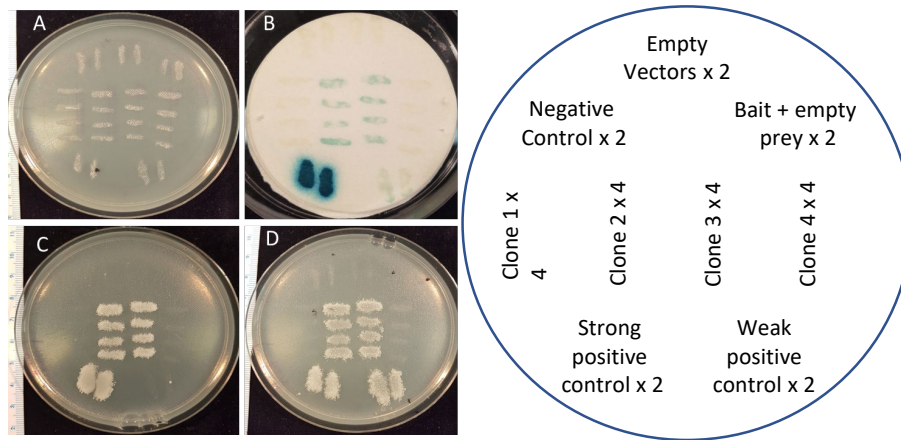 A
B
C
D
Empty
Vectors x 2
Negative
Control x 2
Bait + empty
prey x 2
Clone 1 x
4
Clone 2 x 4
Clone 3 x 4
Clone 4 x 4
Strong
positive
control x 2
Weak
positive
control x 2